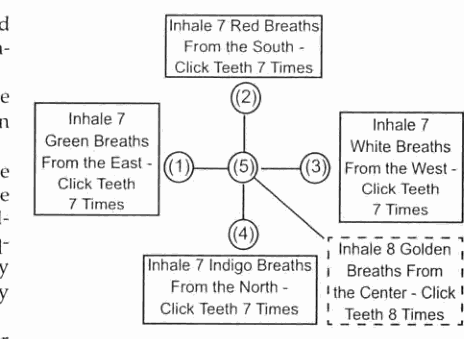 Inhale 7 Red Breaths
From the South -
Click Teeth 7 Times
(2)
Inhale 7
Green Breaths
From the East -
Click Teeth
7 Times
(1)
(5)
(3)
Inhale 7
White Breaths
From the West -
Click Teeth
7 Times
(4)
Inhale 7 Indigo Breaths
From the North -
Click Teeth 7 Times
Inhale 8 Golden
Breaths From
the Center - Click
Teeth 8 Times